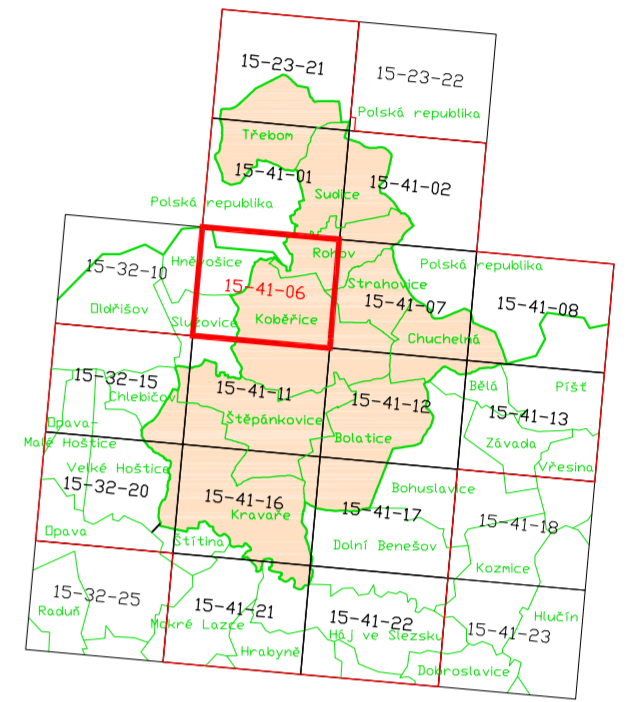 15-23-21
15-23-22
Polská republika
Třebom
15-41-01
Sudice
15-41-02
Polská republika
Rohov
Polská republika
Hněvošice
15-32-10
15-41-06
Strahovice
15-41-07
15-41-08
Oldřišov
Služovice
Kobeřice
Chuchelná
15-32-15
Chlebičov
15-41-11
15-41-12
Bělá
Píšť
Opava-
Malé Hoštice
Štěpánkovice
Bolatice
15-41-13
Závada
Vřesina
Velké Hoštice
15-32-20
15-41-16
Kravaře
15-41-17
Bohuslavice
15-41-18
Opava
Štítina
Dolní Benešov
Kozmice
15-32-25
Raduň
15-41-21
Mokré Lazce
15-41-22
Háj ve Slezsku
15-41-23
Hlučín
Hrabyně
Dobroslavice